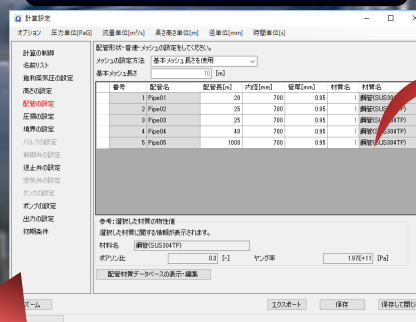 計算設定
オプション 圧力単位[PaG] 流量単位[m³/s] 長さ高さ単位[m] 径単位[mm] 時間単位[s]
計算の制御
名前リスト
飽和蒸気圧の設定
高さの設定
配管の設定
圧損の設定
境界の設定
バルブの設定
制御弁の設定
逆止弁の設定
空気弁の設定
タンクの設定
ポンプの設定
出力の設定
初期条件
配管形状・音速・メッシュの設定をしてください。
メッシュの設定方法 基本メッシュ長さを使用
基本メッシュ長さ 10 [m]
番号 配管名 配管長[m] 内径[mm] 管厚[mm] 材質名 材質名
1 Pipe01 20 700 0.95 1 鋼管(SUS304TP)
2 Pipe02 25 700 0.95 1 鋼管(SUS304TP)
3 Pipe03 25 700 0.95 1 鋼管(SUS304TP)
4 Pipe04 40 700 0.95 1 鋼管(SUS304TP)
5 Pipe05 1000 700 0.95 1 鋼管(SUS304TP)
参考:選択した材質の物性値
選択した材質に関する情報が表示されます。
材料名 鋼管(SUS304TP)
ポアソン比 0.3 [-] ヤング率 1.97E+11 [Pa]
配管材質データベースの表示・編集
ズーム エクスポート 保存 保存して閉じ